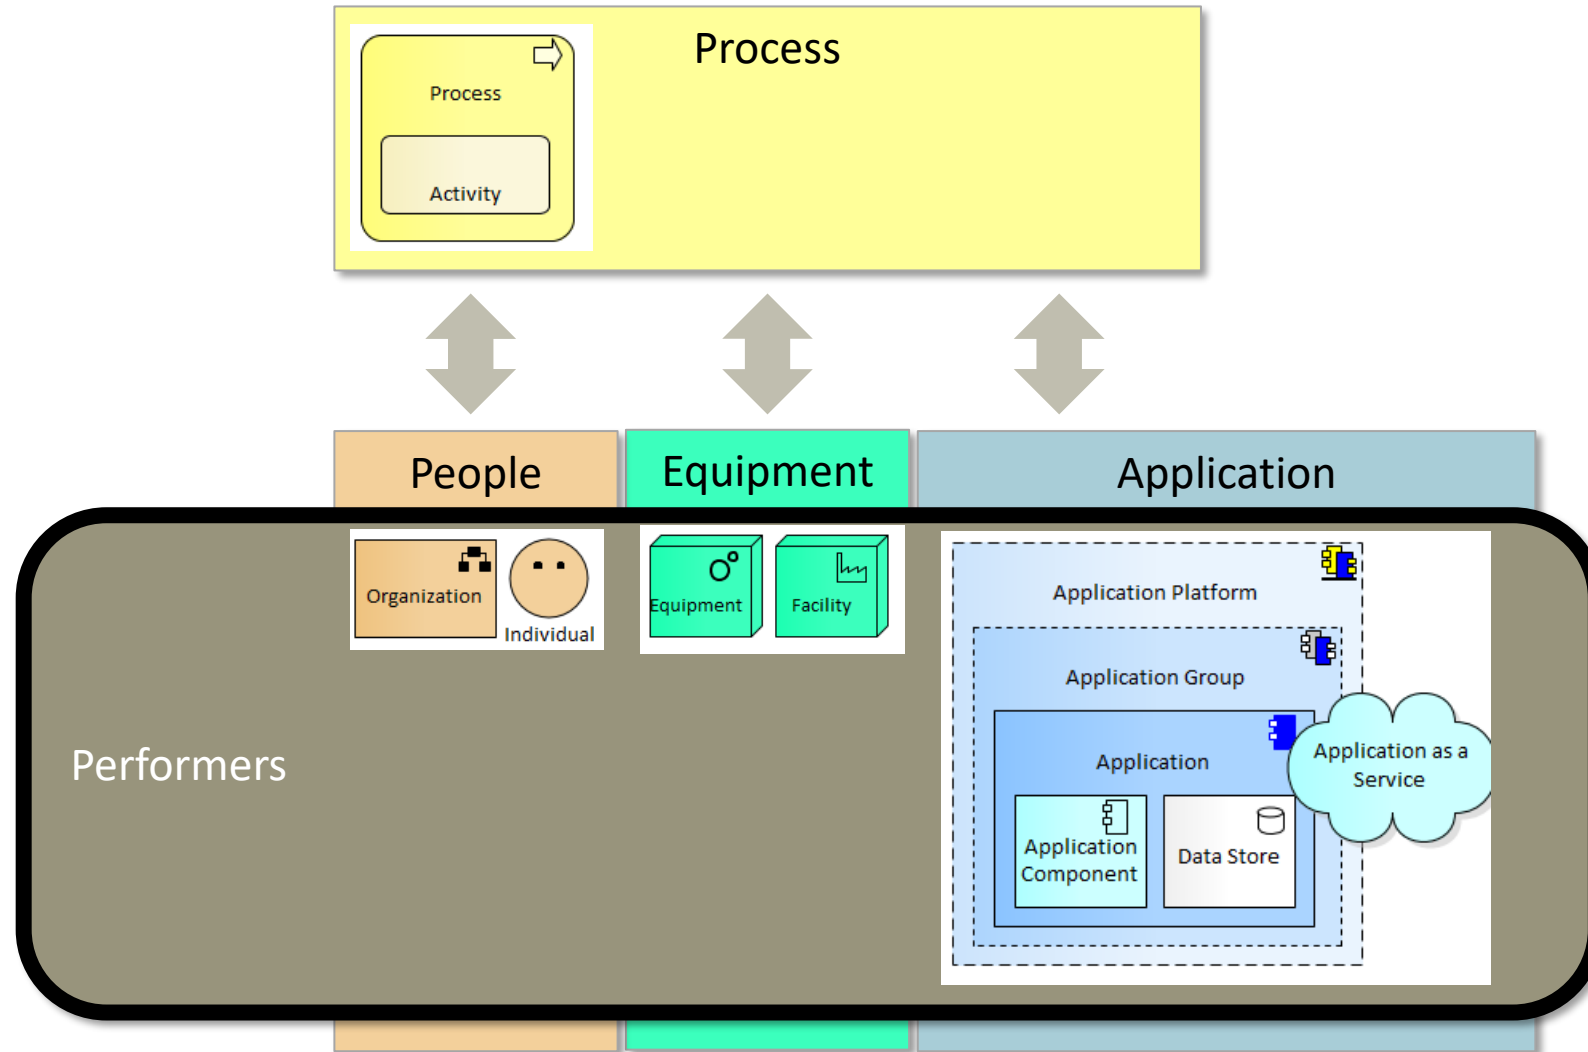 Process
Process
Activity
People
Equipment
Application
Organization
Individual
Equipment
Facility
Application Platform
Application Group
Application
Application as a
Service
Application
Component
Data Store
Performers